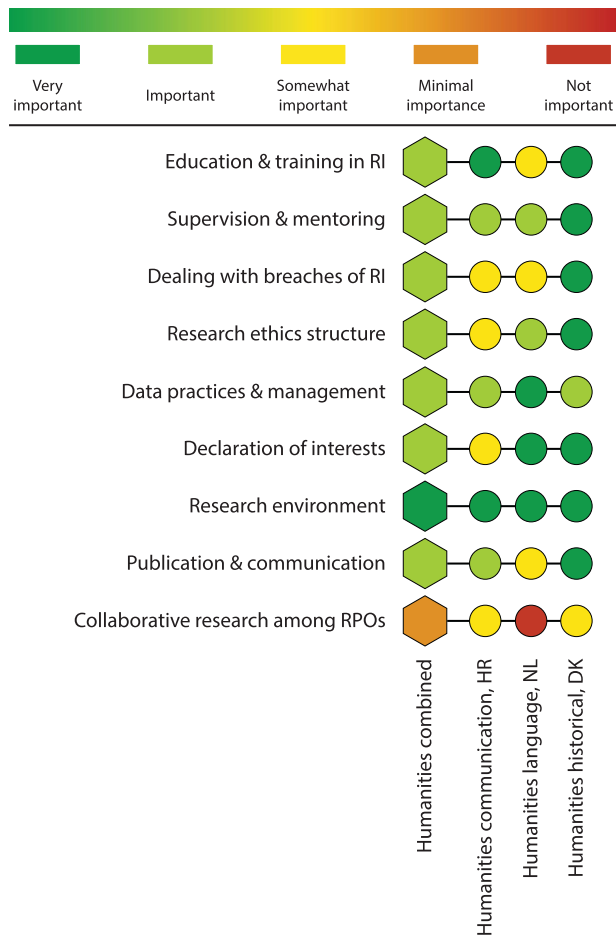 Very
important
Important
Somewhat
important
Minimal
importance
Not
important
Education & training in RI
Supervision & mentoring
Dealing with breaches of RI
Research ethics structure
Data practices & management
Declaration of interests
Research environment
Publication & communication
Collaborative research among RPOs
Humanities combined
Humanities communication, HR
Humanities language, NL
Humanities historical, DK